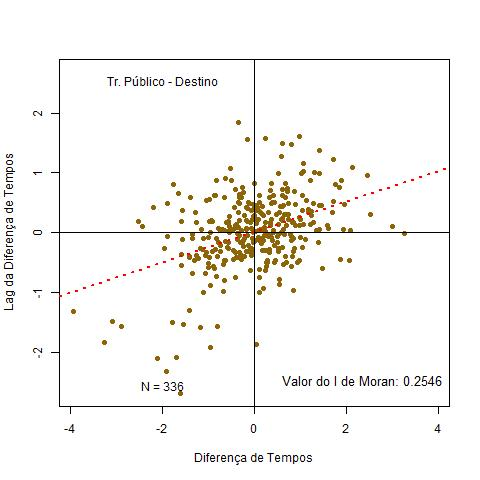 Tr. Público - Destino
Lag da Diferença de Tempos
2
1
0
-1
-2
N = 336
Valor do I de Moran: 0.2546
-4
-2
0
2
4
Diferença de Tempos